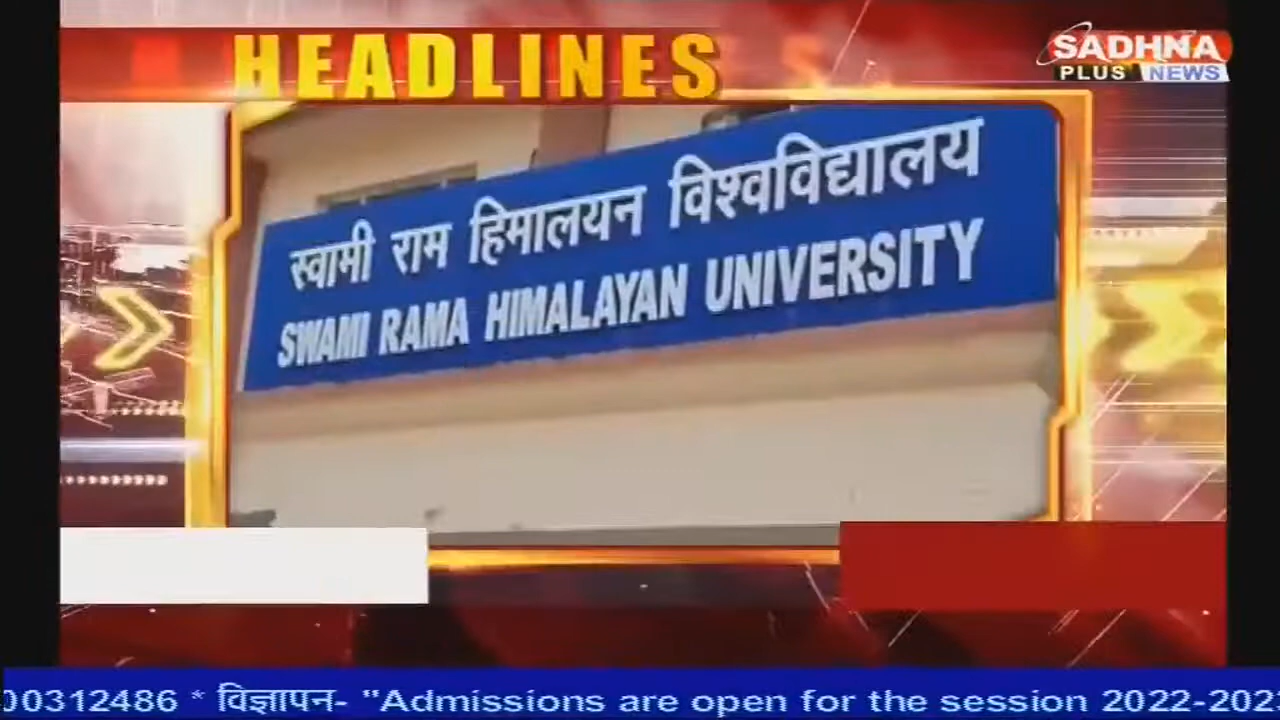 HEADLINES
SADHNA
PLUS NEWS
स्वामी राम हिमालयन विश्वविद्यालय
SWAMI RAMA HIMALAYAN UNIVERSITY
00312486 * विज्ञापन- "Admissions are open for the session 2022-202